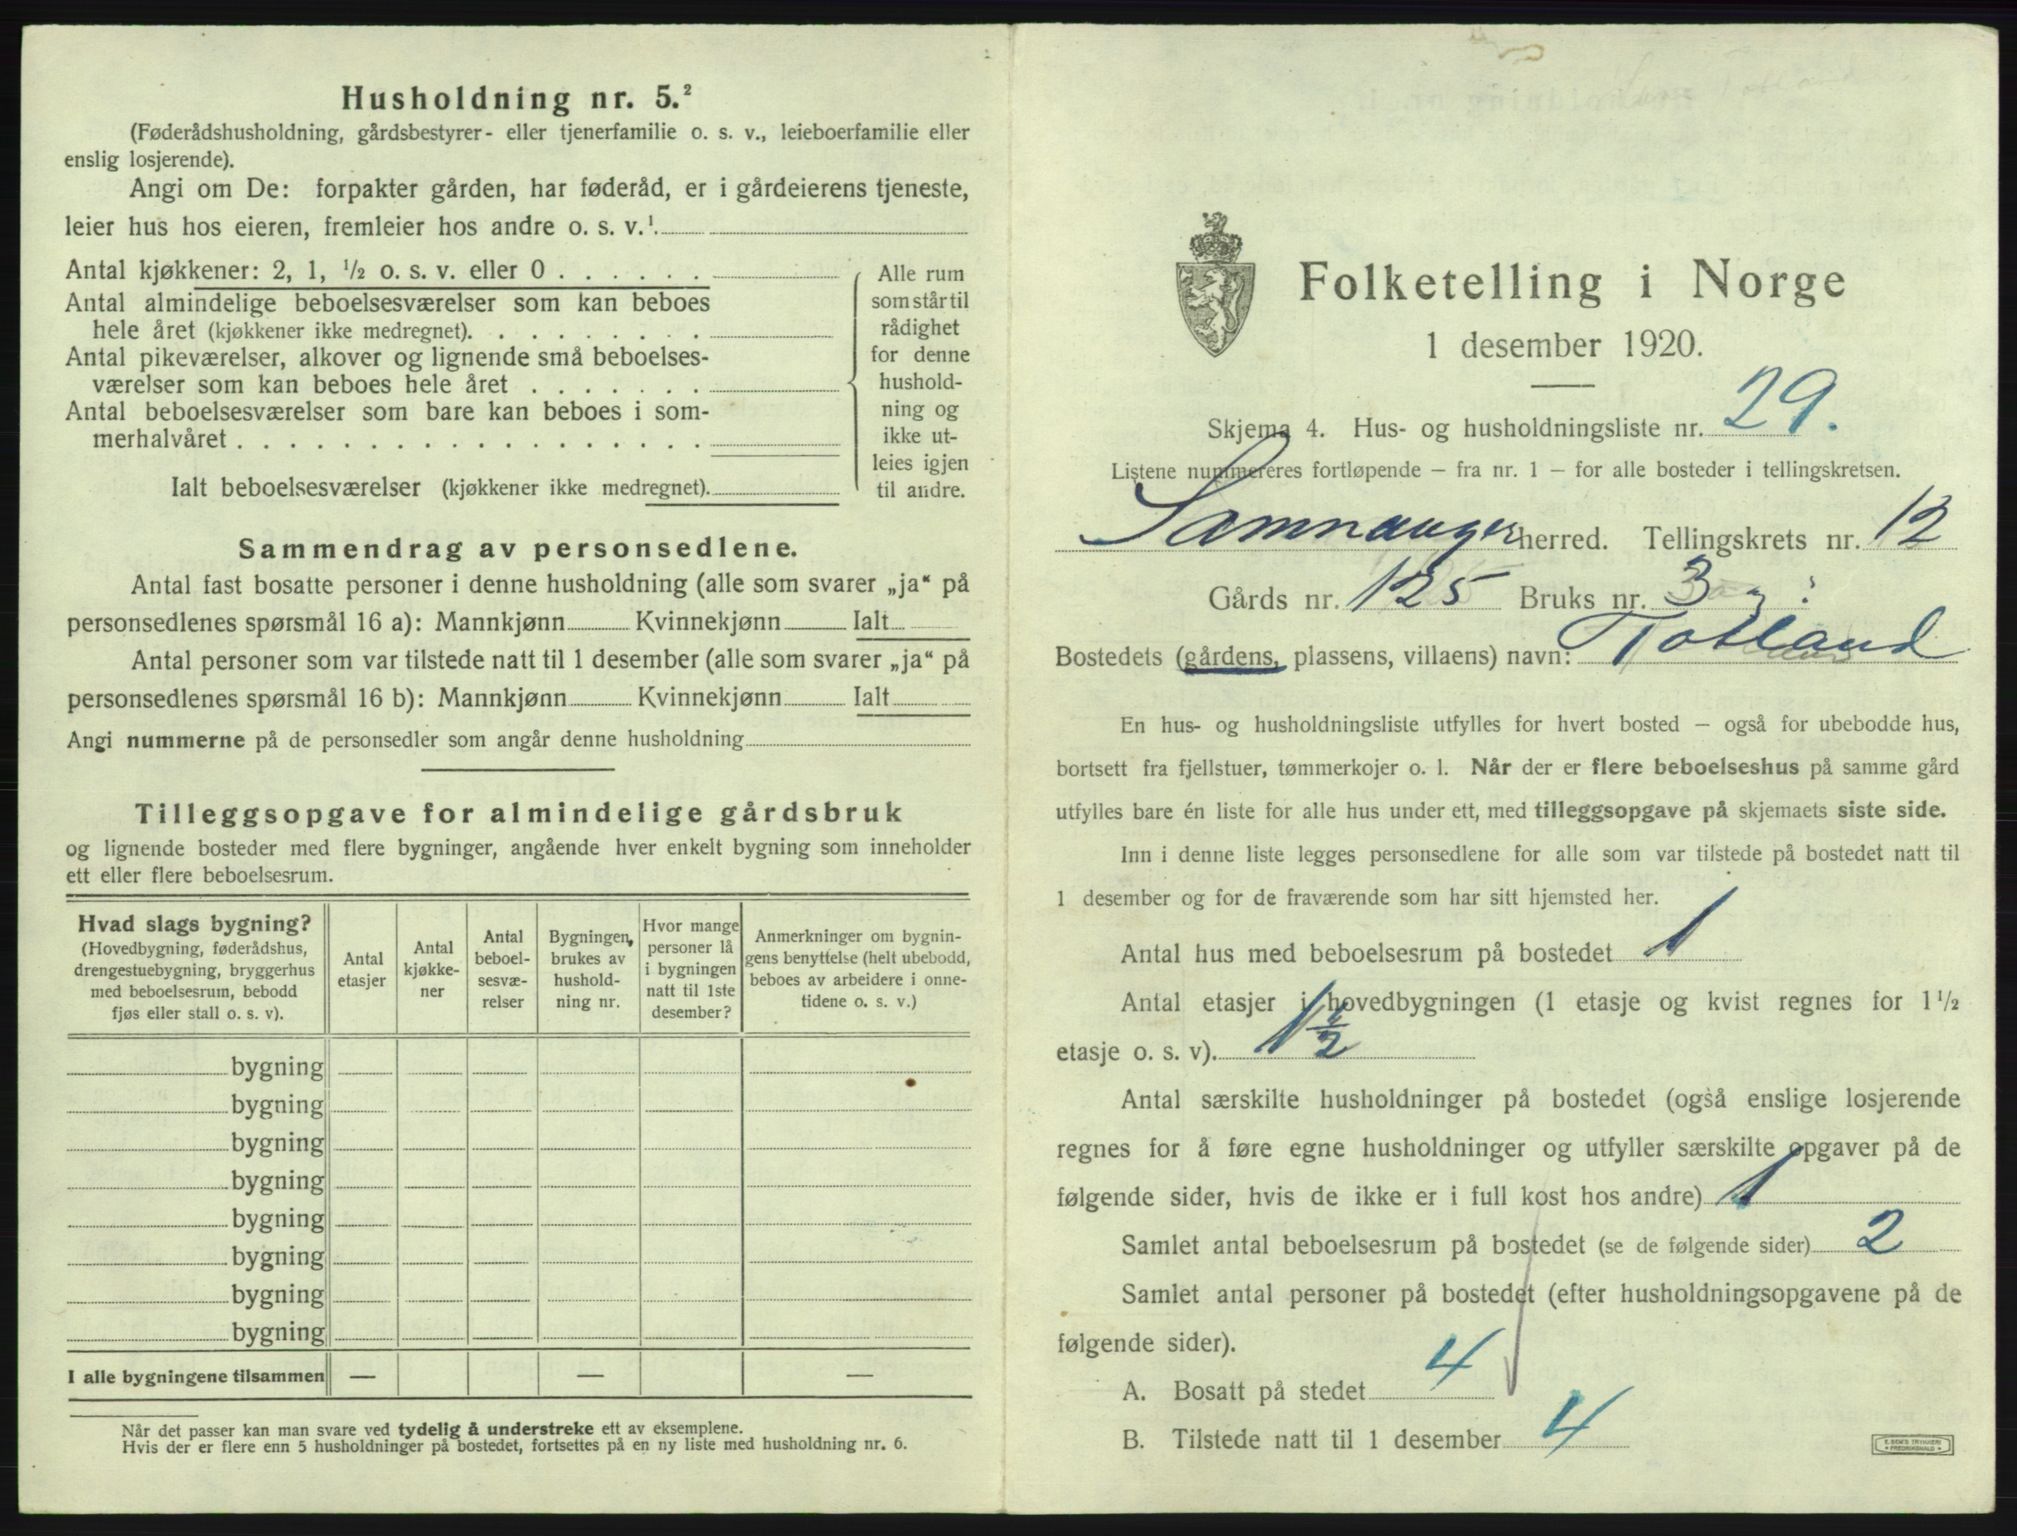 Husholdning nr. 5.²
(Føderådshusholdning, gårdsbestyrer- eller tjenerfamilie o. s. v., leieboerfamilie eller
enslig losjerende).
Angi om De: forpakter gården, har føderåd, er i gårdeierens tjeneste,
leier hus hos eieren, fremleier hos andre o. s. v.¹
Antal kjøkkener: 2, 1, ½ o. s. v. eller 0 . . . . . .
Antal almindelige beboelsesværelser som kan beboes
hele året (kjøkkener ikke medregnet). . . . . . . . .
Antal pikeværelser, alkover og lignende små beboelses-
værelser som kan beboes hele året . . . . . . .
Antal beboelsesværelser som bare kan beboes i som-
merhalvåret . . . . . . . . . . . . . . . . . .
Ialt beboelsesværelser (kjøkkener ikke medregnet).
Alle rum
som står til
rådighet
for denne
hushold-
ning og
ikke ut-
leies igjen
til andre.
Sammendrag av personsedlene.
Antal fast bosatte personer i denne husholdning (alle som svarer „ja“ på
personsedlenes spørsmål 16 a): Mannkjønn Kvinnekjønn Ialt
Antal personer som var tilstede natt til 1 desember (alle som svarer „ja“ på
personsedlenes spørsmål 16 b): Mannkjønn Kvinnekjønn Ialt
Angi nummerne på de personsedler som angår denne husholdning
Tilleggsopgave for almindelige gårdsbruk
og lignende bosteder med flere bygninger, angående hver enkelt bygning som inneholder
ett eller flere beboelsesrum.
Hvad slags bygning?
(Hovedbygning, føderådshus,
drengestuebygning, bryggerhus
med beboelsesrum, bebodd
fjøs eller stall o. s. v).
Antal
etasjer
Antal
kjøkke-
ner
Antal
beboel-
sesvæ-
relser
Bygningen
brukes av
hushold-
ning nr.
Hvor mange
personer lå
i bygningen
natt til 1ste
desember?
Anmerkninger om bygnin-
gens benyttelse (helt ubebodd,
beboes av arbeidere i onne-
tidene o. s. v.)
bygning
bygning
bygning
bygning
bygning
bygning
bygning
bygning
I alle bygningene tilsammen — — —
Når det passer kan man svare ved tydelig å understreke ett av eksemplene.
Hvis der er flere enn 5 husholdninger på bostedet, fortsettes på en ny liste med husholdning nr. 6.
Folketelling i Norge
1 desember 1920.
Skjema 4. Hus- og husholdningsliste nr. 29.
Listene nummereres fortløpende – fra nr. 1 – for alle bosteder i tellingskretsen.
Samnanger herred. Tellingskrets nr. 12
Gårds nr. 125 Bruks nr. 3
Bostedets (gårdens, plassens, villaens) navn: Totland
En hus- og husholdningsliste utfylles for hvert bosted – også for ubebodde hus,
bortsett fra fjellstuer, tømmerkojer o. l. Når der er flere beboelseshus på samme gård
utfylles bare én liste for alle hus under ett, med tilleggsopgave på skjemaets siste side.
Inn i denne liste legges personsedlene for alle som var tilstede på bostedet natt til
1 desember og for de fraværende som har sitt hjemsted her.
Antal hus med beboelsesrum på bostedet 1
Antal etasjer i hovedbygningen (1 etasje og kvist regnes for 1 ½
etasje o. s. v). 1 ½
Antal særskilte husholdninger på bostedet (også enslige losjerende
regnes for å føre egne husholdninger og utfyller særskilte opgaver på de
følgende sider, hvis de ikke er i full kost hos andre) 1
Samlet antal beboelsesrum på bostedet (se de følgende sider) 2
Samlet antal personer på bostedet (efter husholdningsopgavene på de
følgende sider).
A. Bosatt på stedet 4
B. Tilstede natt til 1 desember 4